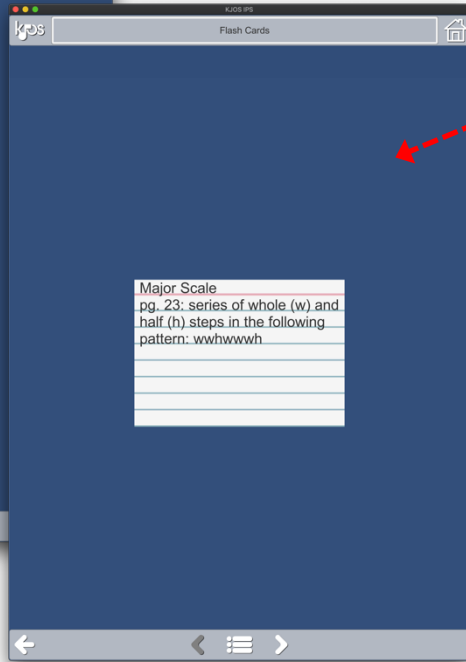 KJOS IPS
kjos
Flash Cards
Major Scale
pg. 23: series of whole (w) and
half (h) steps in the following
pattern: wwhwwwh